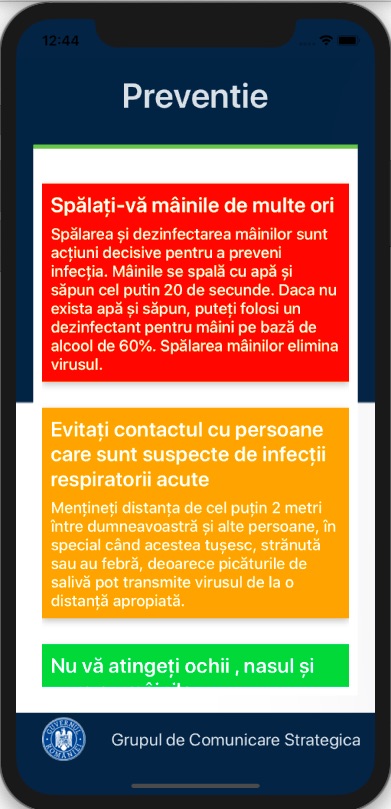 12:44
Preventie
Spălați-vă mâinile de multe ori
Spălarea și dezinfectarea mâinilor sunt
acțiuni decisive pentru a preveni
infecția. Mâinile se spală cu apă și
săpun cel putin 20 de secunde. Daca nu
exista apă și săpun, puteți folosi un
dezinfectant pentru mâini pe bază de
alcool de 60%. Spălarea mâinilor elimina
virusul.
Evitați contactul cu persoane
care sunt suspecte de infecții
respiratorii acute
Mențineți distanța de cel puțin 2 metri
între dumneavoastră și alte persoane, în
special când acestea tușesc, strănută
sau au febră, deoarece picăturile de
salivă pot transmite virusul de la o
distanță apropiată.
Nu vă atingeți ochii , nasul și
GUVERNUL
ROMÂNIEI
Grupul de Comunicare Strategica